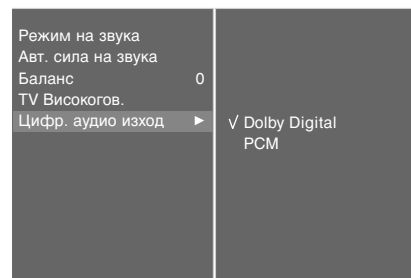 Режим на звука
Авт. сила на звука
Баланс 0
TV Високогов.
Цифр. аудио изход ►
√ Dolby Digital
PCM